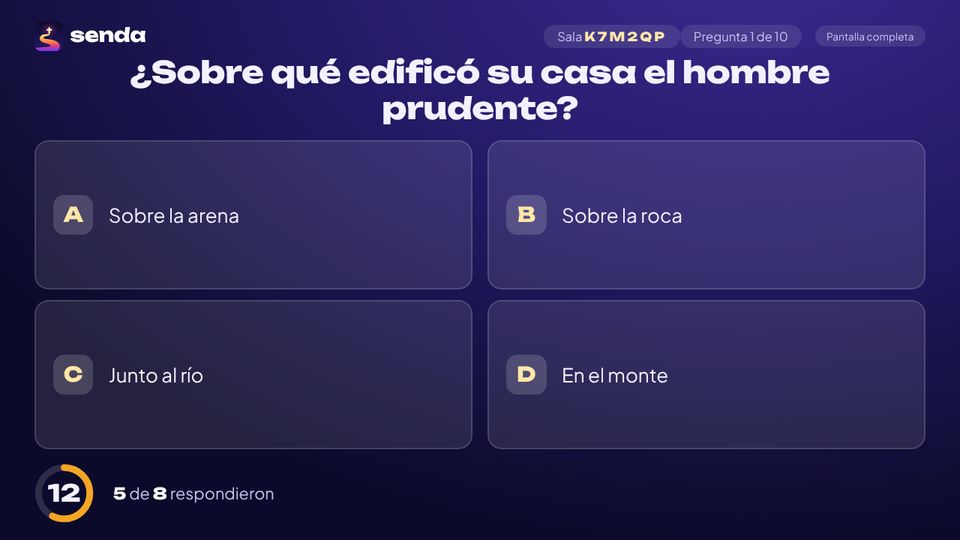 senda
Sala K7M2QP
Pregunta 1 de 10
Pantalla completa
¿Sobre qué edificó su casa el hombre
prudente?
A Sobre la arena
B Sobre la roca
C Junto al río
D En el monte
12
5 de 8 respondieron